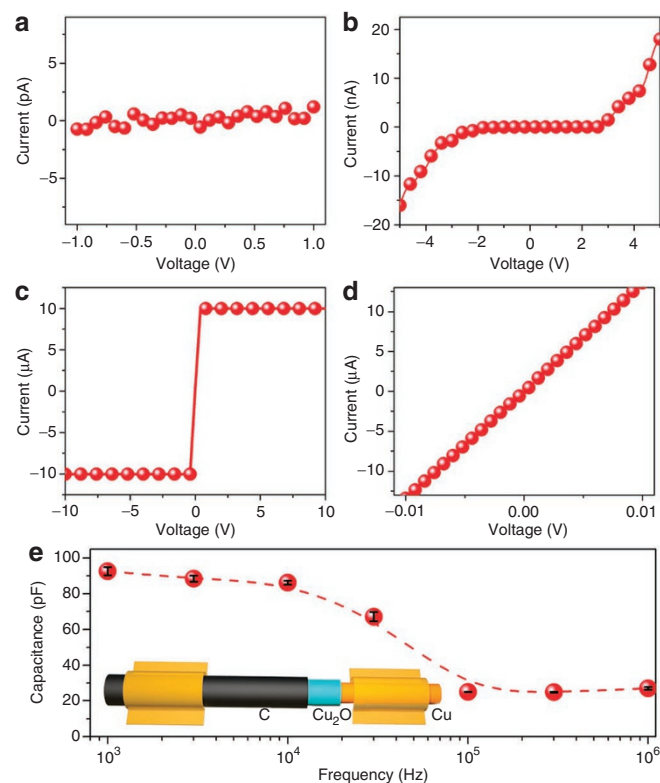 a
Current (pA)
5
0
−5
−1.0 −0.5 0.0 0.5 1.0
Voltage (V)
b
Current (nA)
20
10
0
−10
−20
−4 −2 0 2 4
Voltage (V)
c
Current (μA)
10
5
0
−5
−10
−10 −5 0 5 10
Voltage (V)
d
Current (μA)
10
5
0
−5
−10
−0.01 0.00 0.01
Voltage (V)
e
Capacitance (pF)
100
80
60
40
20
0
C Cu₂O Cu
10³ 10⁴ 10⁵ 10⁶
Frequency (Hz)